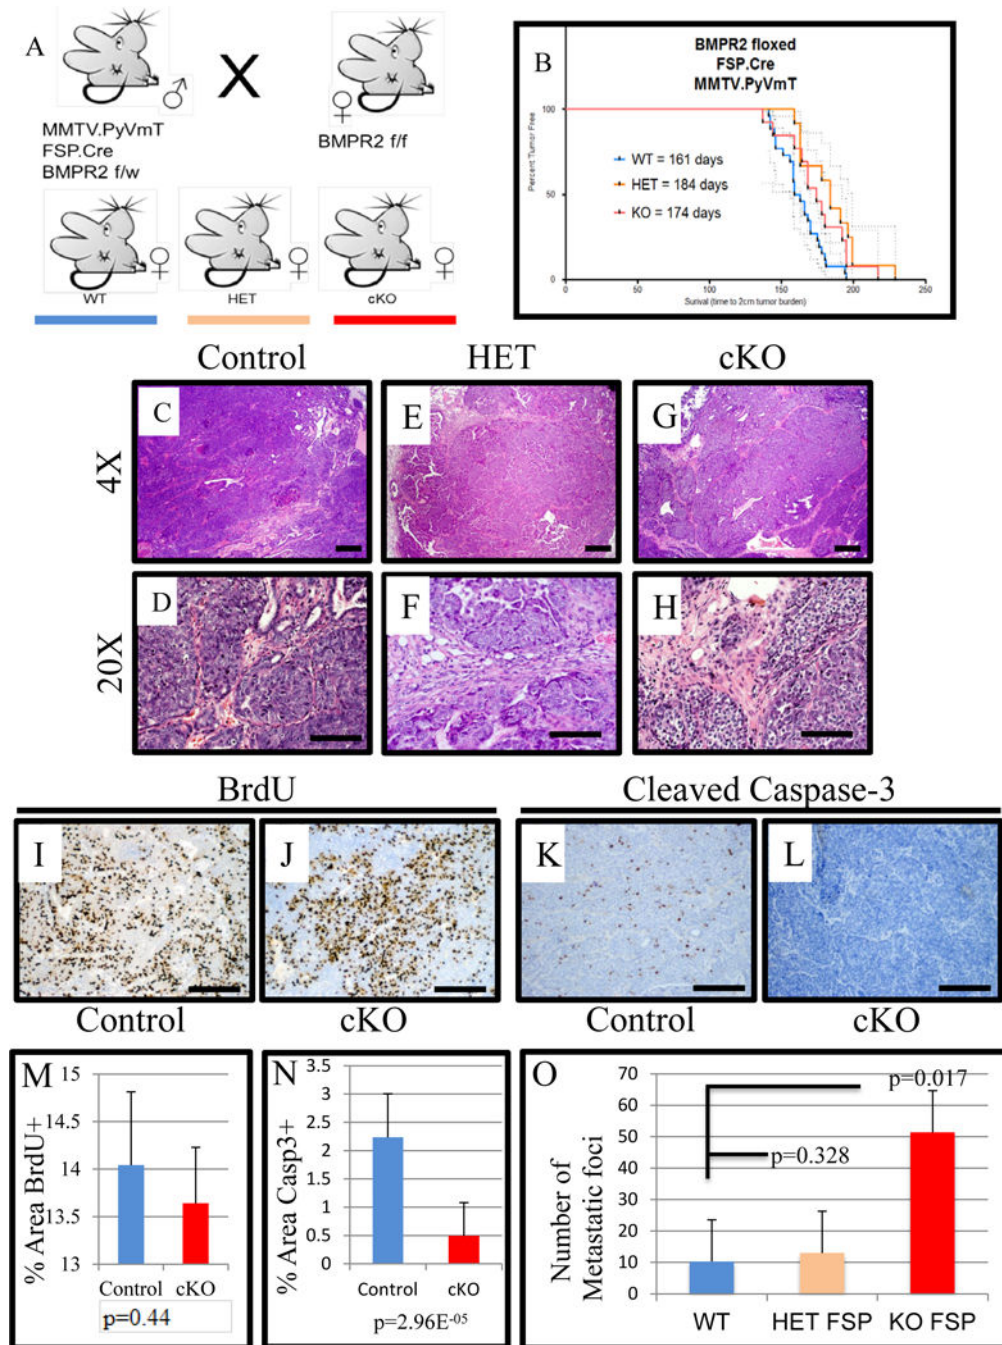 A
X
♂
♀
MMTV.PyVmT
FSP.Cre
BMPR2 f/w
BMPR2 f/f
♀
♀
♀
WT
HET
cKO
B
BMPR2 floxed
FSP.Cre
MMTV.PyVmT
Percent Tumor Free
100
50
0
WT = 161 days
HET = 184 days
KO = 174 days
0
50
100
150
200
250
Surival (time to 2cm tumor burden)
Control
HET
cKO
4X
C
E
G
20X
D
F
H
BrdU
Cleaved Caspase-3
I
J
K
L
Control
cKO
Control
cKO
M
% Area BrdU+
15
14.5
14
13.5
13
Control
cKO
p=0.44
N
% Area Casp3+
3.5
3
2.5
2
1.5
1
0.5
0
Control
cKO
p=2.96E-05
O
Number of
Metastatic foci
70
60
50
40
30
20
10
0
p=0.017
p=0.328
WT
HET FSP
KO FSP